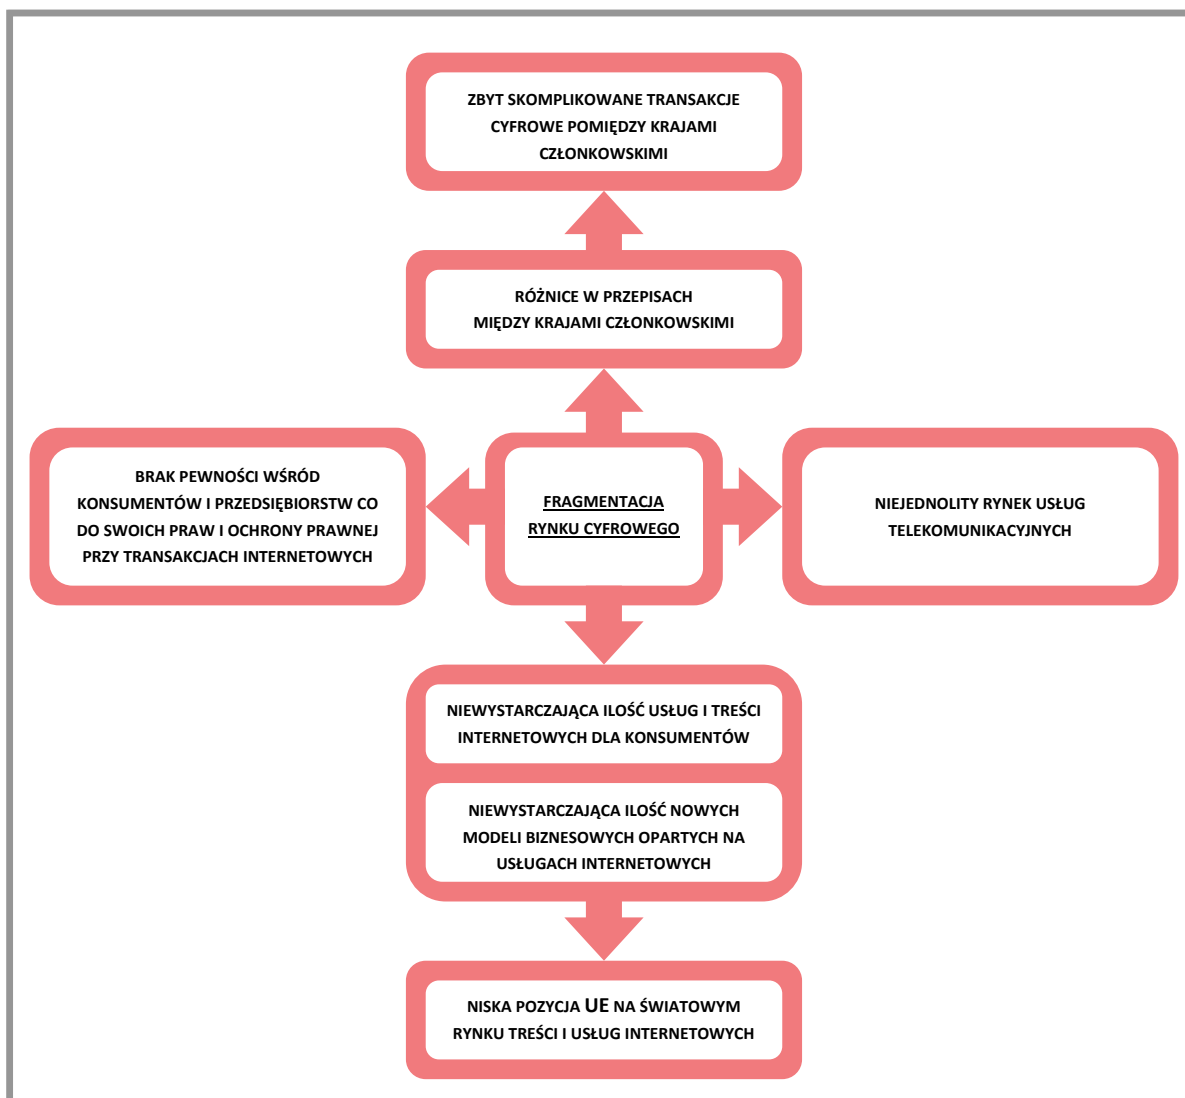 ZBYT SKOMPLIKOWANE TRANSAKCJE
CYFROWE POMIĘDZY KRAJAMI
CZŁONKOWSKIMI
RÓŻNICE W PRZEPISACH
MIĘDZY KRAJAMI CZŁONKOWSKIMI
BRAK PEWNOŚCI WŚRÓD
KONSUMENTÓW I PRZEDSIĘBIORSTW CO
DO SWOICH PRAW I OCHRONY PRAWNEJ
PRZY TRANSAKCJACH INTERNETOWYCH
FRAGMENTACJA
RYNKU CYFROWEGO
NIEJEDNOLITY RYNEK USŁUG
TELEKOMUNIKACYJNYCH
NIEWYSTARCZAJĄCA ILOŚĆ USŁUG I TREŚCI
INTERNETOWYCH DLA KONSUMENTÓW
NIEWYSTARCZAJĄCA ILOŚĆ NOWYCH
MODELI BIZNESOWYCH OPARTYCH NA
USŁUGACH INTERNETOWYCH
NISKA POZYCJA UE NA ŚWIATOWYM
RYNKU TREŚCI I USŁUG INTERNETOWYCH